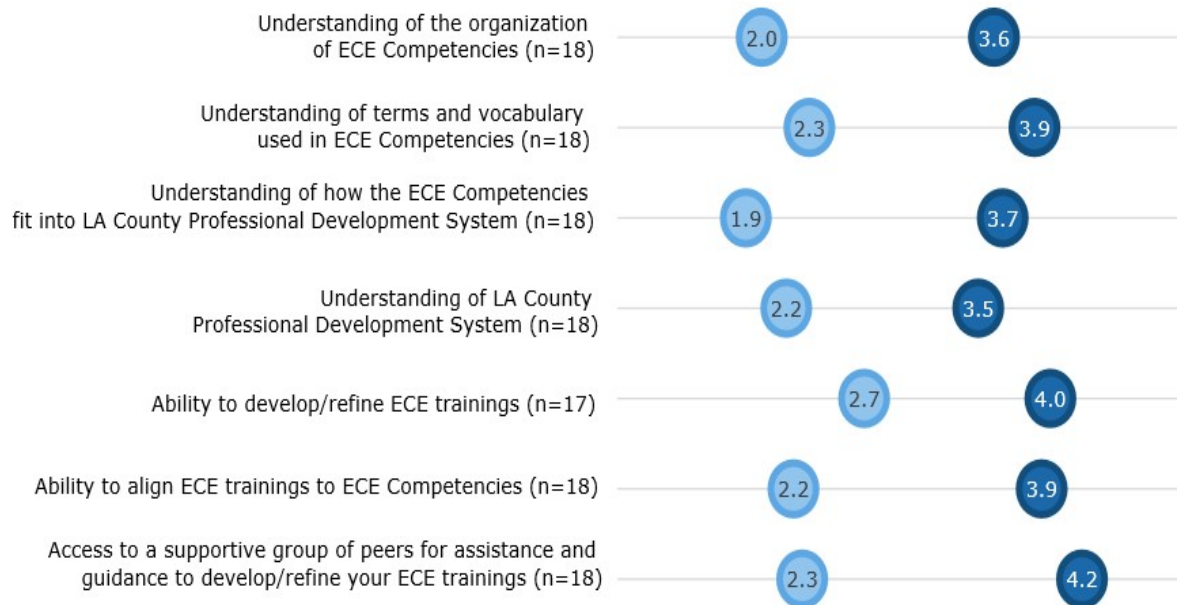 Understanding of the organization
of ECE Competencies (n=18)
2.0
3.6
Understanding of terms and vocabulary
used in ECE Competencies (n=18)
2.3
3.9
Understanding of how the ECE Competencies
fit into LA County Professional Development System (n=18)
1.9
3.7
Understanding of LA County
Professional Development System (n=18)
2.2
3.5
Ability to develop/refine ECE trainings (n=17)
2.7
4.0
Ability to align ECE trainings to ECE Competencies (n=18)
2.2
3.9
Access to a supportive group of peers for assistance and
guidance to develop/refine your ECE trainings (n=18)
2.3
4.2